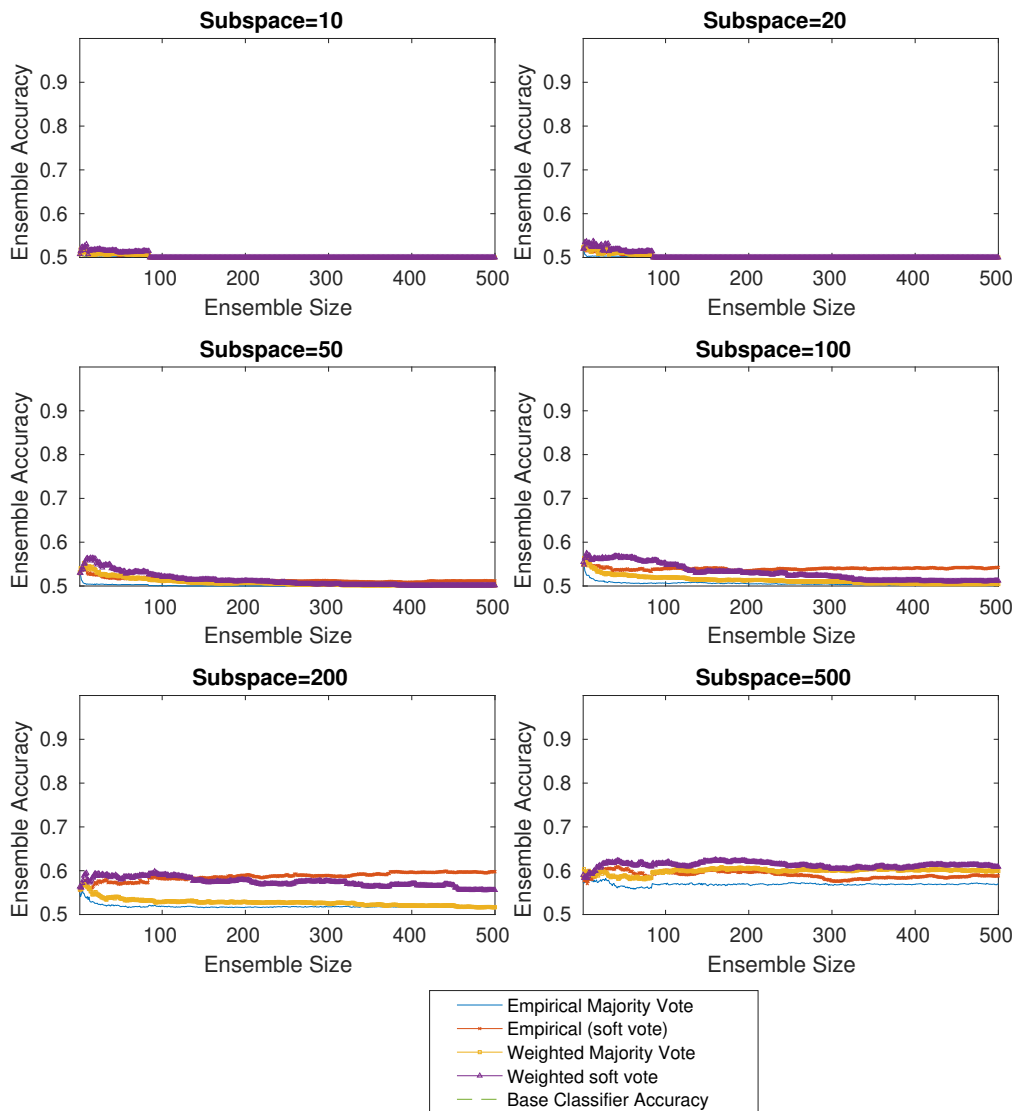 Subspace=10
Subspace=20
Ensemble Accuracy
0.9
0.8
0.7
0.6
0.5
100 200 300 400 500
Ensemble Size
Ensemble Accuracy
0.9
0.8
0.7
0.6
0.5
100 200 300 400 500
Ensemble Size
Subspace=50
Subspace=100
Ensemble Accuracy
0.9
0.8
0.7
0.6
0.5
100 200 300 400 500
Ensemble Size
Ensemble Accuracy
0.9
0.8
0.7
0.6
0.5
100 200 300 400 500
Ensemble Size
Subspace=200
Subspace=500
Ensemble Accuracy
0.9
0.8
0.7
0.6
0.5
100 200 300 400 500
Ensemble Size
Ensemble Accuracy
0.9
0.8
0.7
0.6
0.5
100 200 300 400 500
Ensemble Size
Empirical Majority Vote
Empirical (soft vote)
Weighted Majority Vote
Weighted soft vote
Base Classifier Accuracy